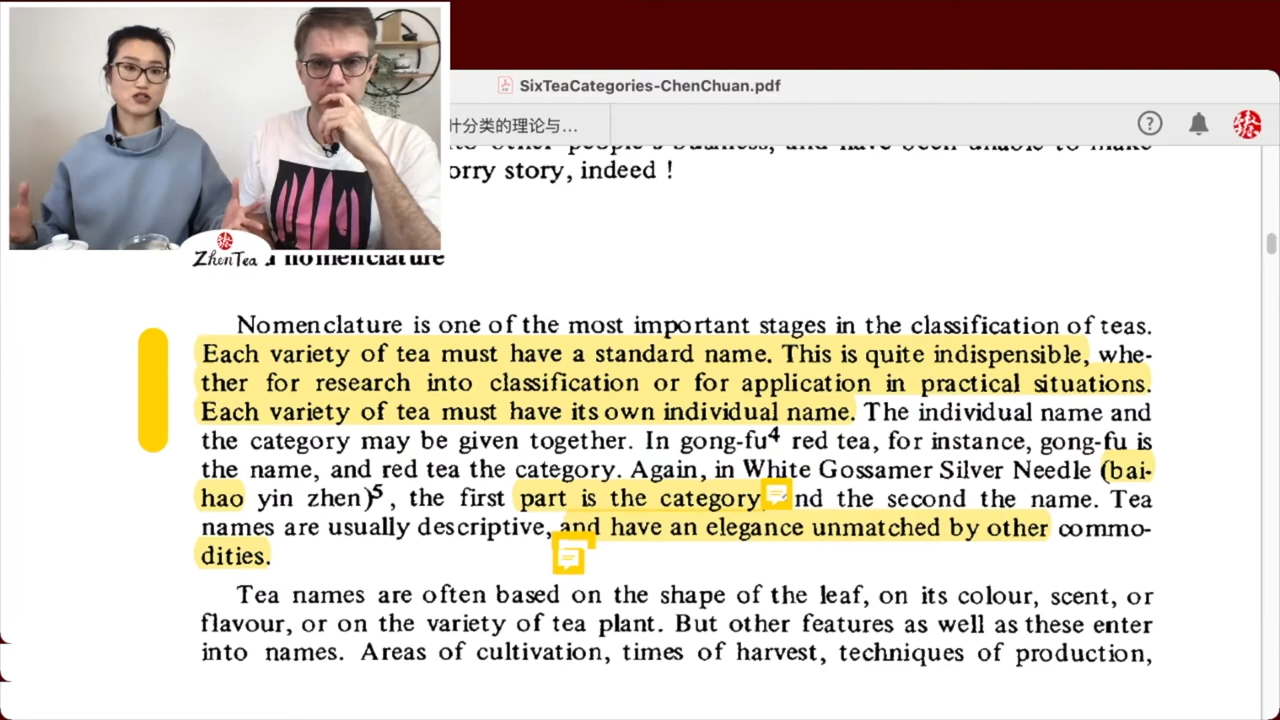 SixTeaCategories-ChenChuan.pdf
叶分类的理论与...
orry story, indeed !
ZhenTea
nomenclature
Nomenclature is one of the most important stages in the classification of teas.
Each variety of tea must have a standard name. This is quite indispensible, whe-
ther for research into classification or for application in practical situations.
Each variety of tea must have its own individual name. The individual name and
the category may be given together. In gong-fu4 red tea, for instance, gong-fu is
the name, and red tea the category. Again, in White Gossamer Silver Needle (bai-
hao yin zhen)5, the first part is the category, nd the second the name. Tea
names are usually descriptive, and have an elegance unmatched by other commo-
dities.
Tea names are often based on the shape of the leaf, on its colour, scent, or
flavour, or on the variety of tea plant. But other features as well as these enter
into names. Areas of cultivation, times of harvest, techniques of production,